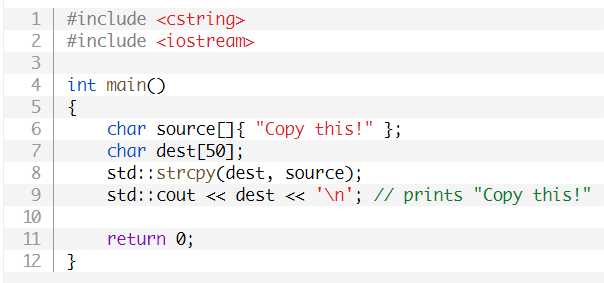 1 #include <cstring>
2 #include <iostream>
3
4 int main()
5 {
6     char source[]{ "Copy this!" };
7     char dest[50];
8     std::strcpy(dest, source);
9     std::cout << dest << '\n'; // prints "Copy this!"
10
11     return 0;
12 }